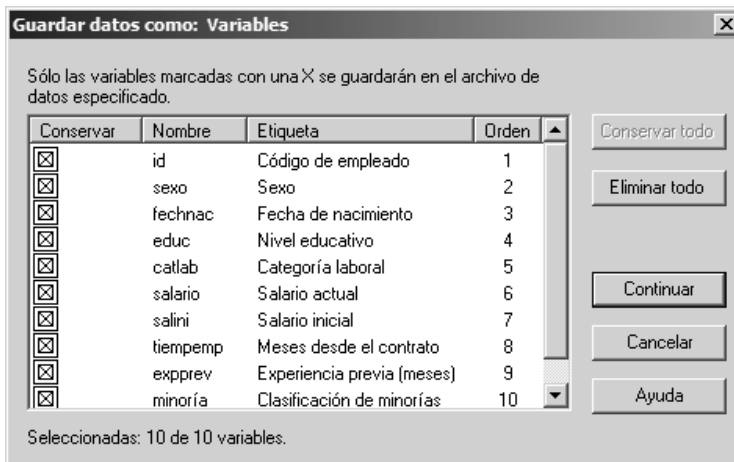 Guardar datos como: Variables
Sólo las variables marcadas con una X se guardarán en el archivo de
datos especificado.
Conservar Nombre Etiqueta Orden
id Código de empleado 1
sexo Sexo 2
fechnac Fecha de nacimiento 3
educ Nivel educativo 4
catlab Categoría laboral 5
salario Salario actual 6
salini Salario inicial 7
tiempemp Meses desde el contrato 8
expprev Experiencia previa (meses) 9
minoría Clasificación de minorías 10
Conservar todo
Eliminar todo
Continuar
Cancelar
Ayuda
Seleccionadas: 10 de 10 variables.